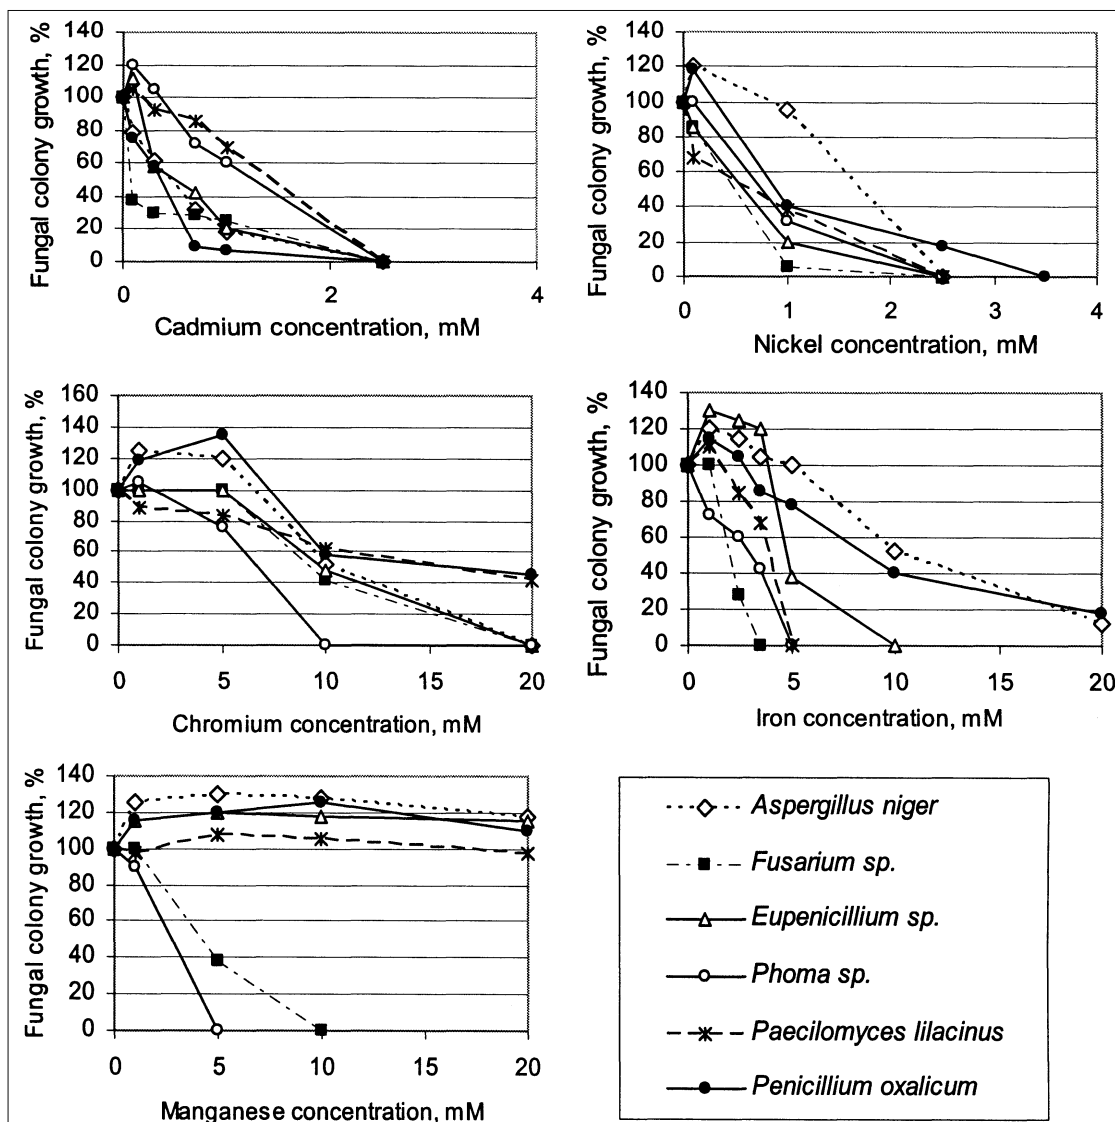 Fungal colony growth, %
140
120
100
80
60
40
20
0
0 2 4
Cadmium concentration, mM
Fungal colony growth, %
140
120
100
80
60
40
20
0
0 1 2 3 4
Nickel concentration, mM
Fungal colony growth, %
160
140
120
100
80
60
40
20
0
0 5 10 15 20
Chromium concentration, mM
Fungal colony growth, %
140
120
100
80
60
40
20
0
0 5 10 15 20
Iron concentration, mM
Fungal colony growth, %
140
120
100
80
60
40
20
0
0 5 10 15 20
Manganese concentration, mM
Aspergillus niger
Fusarium sp.
Eupenicillium sp.
Phoma sp.
Paecilomyces lilacinus
Penicillium oxalicum